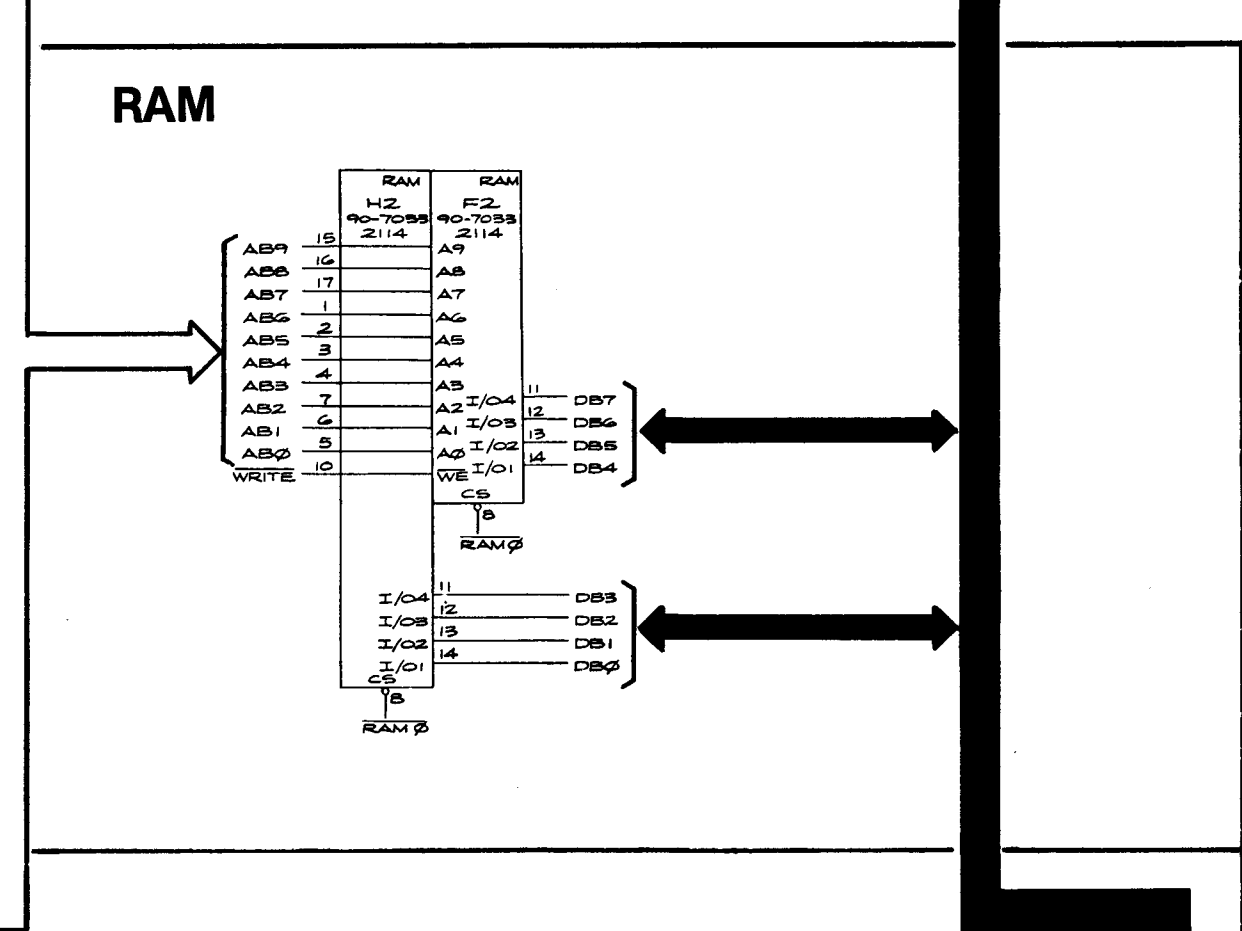 RAM
RAM RAM
H2 F2
90-7033 90-7033
2114 2114
AB9 15 A9
AB8 16 A8
AB7 17 A7
AB6 1 A6
AB5 2 A5
AB4 3 A4
AB3 4 A3
I/O4 11 DB7
AB2 7 A2
I/O3 12 DB6
AB1 6 A1
I/O2 13 DB5
ABØ 5 AØ
I/O1 14 DB4
WRITE 10 WE
CS
8
RAMØ
I/O4 11 DB3
I/O3 12 DB2
I/O2 13 DB1
I/O1 14 DBØ
CS
8
RAMØ